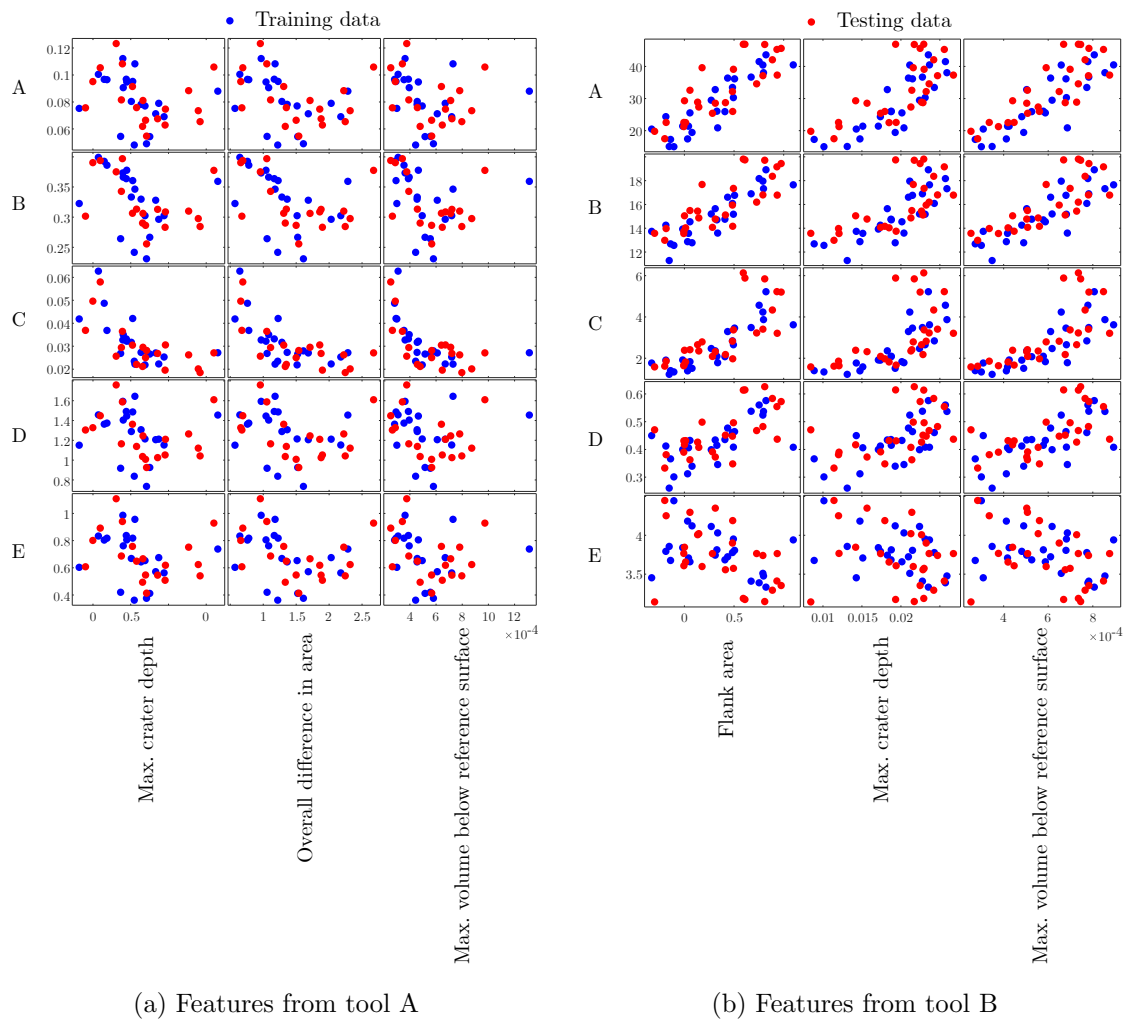 Training data
Testing data
A
0.12
0.1
0.08
0.06
B
0.35
0.3
0.25
C
0.06
0.05
0.04
0.03
0.02
D
1.6
1.4
1.2
1
0.8
E
1
0.8
0.6
0.4
0 0.5 0
1 1.5 2 2.5
4 6 8 10 12
×10⁻⁴
Max. crater depth
Overall difference in area
Max. volume below reference surface
A
40
30
20
B
18
16
14
12
C
6
4
2
D
0.6
0.5
0.4
0.3
E
4
3.5
0 0.5
0.01 0.015 0.02
4 6 8
×10⁻⁴
Flank area
Max. crater depth
Max. volume below reference surface
(a) Features from tool A
(b) Features from tool B